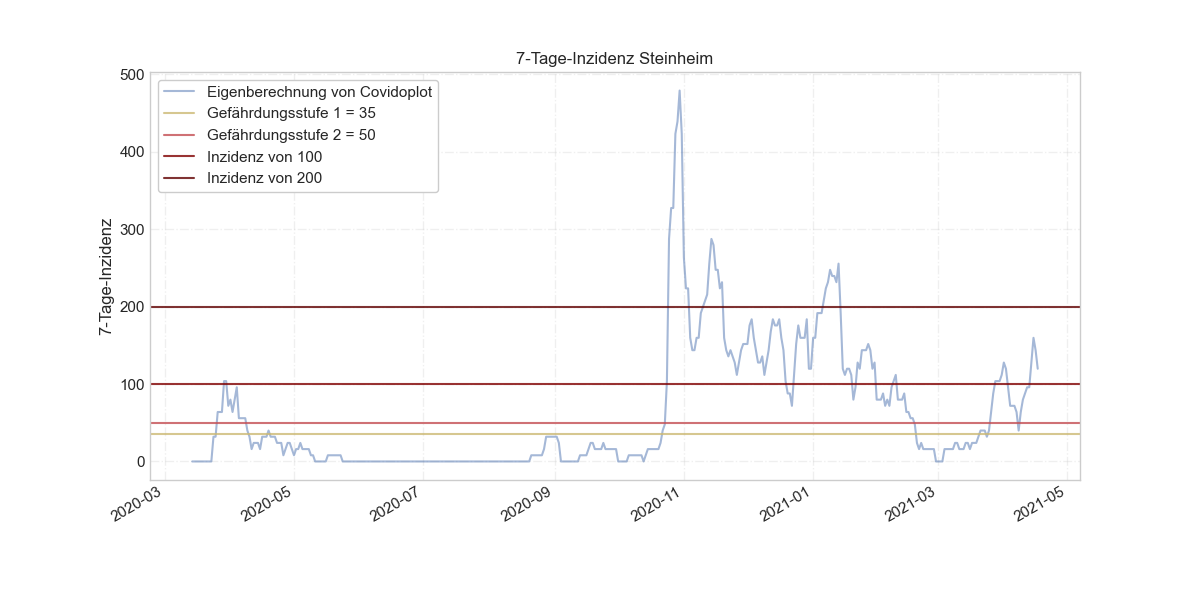 7-Tage-Inzidenz Steinheim
500
400
300
200
100
0
7-Tage-Inzidenz
Eigenberechnung von Covidoplot
Gefährdungsstufe 1 = 35
Gefährdungsstufe 2 = 50
Inzidenz von 100
Inzidenz von 200
2020-03
2020-05
2020-07
2020-09
2020-11
2021-01
2021-03
2021-05